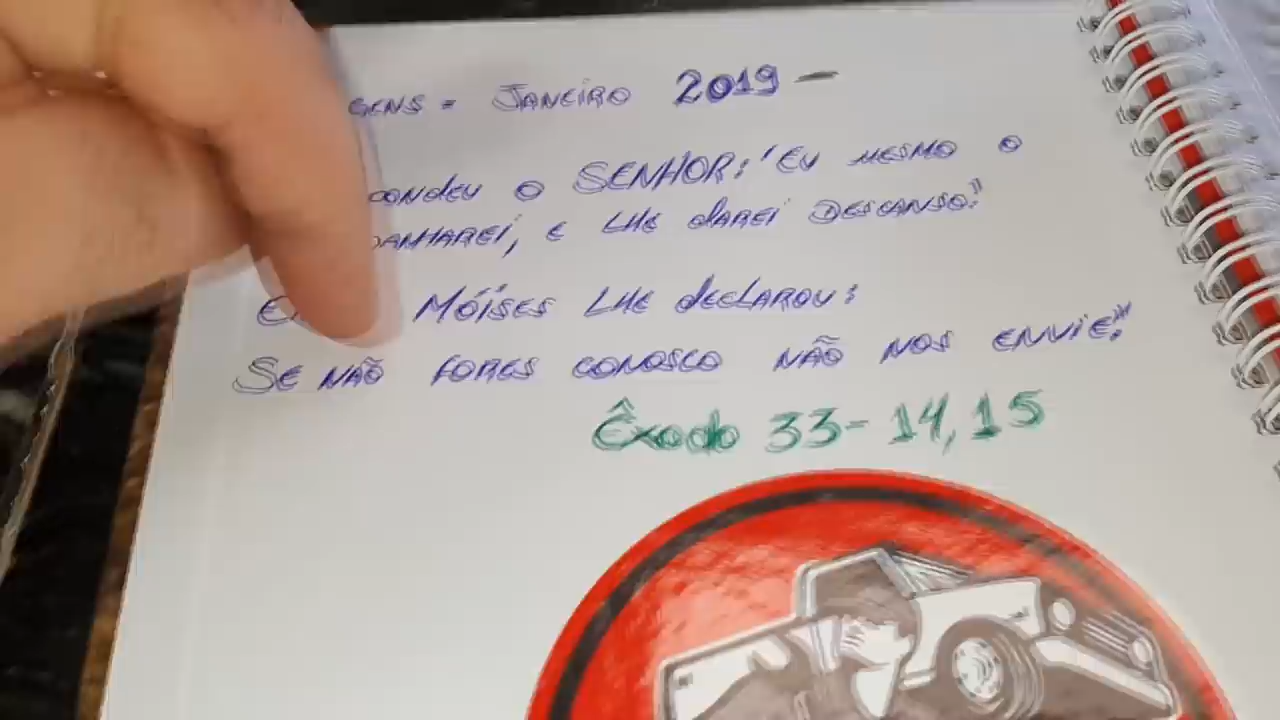 GENS = JANEIRO 2019 -
CONDEU O SENHOR: "EU MESMO O
PANHAREI, E LHE DAREI DESCANSO."
MÓISES LHE DECLAROU:
SE NÃO FORES CONOSCO NÃO NOS ENVIE."
Êxodo 33-14,15